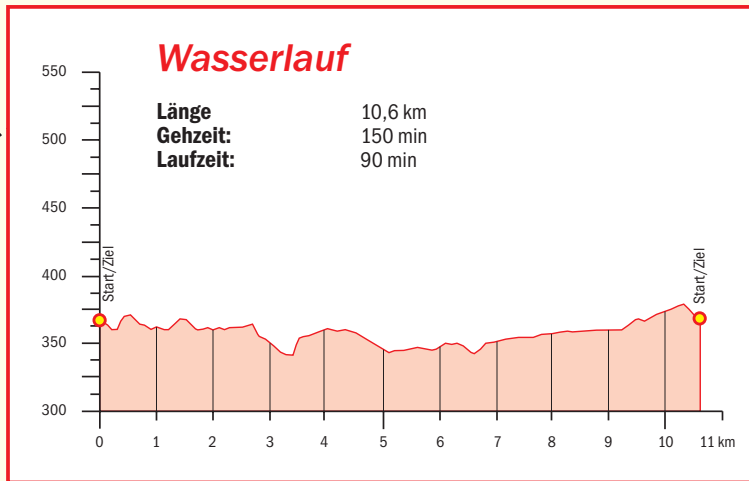 Wasserlauf
Länge 10,6 km
Gehzeit: 150 min
Laufzeit: 90 min
550
500
450
400
350
300
Start/Ziel
Start/Ziel
0 1 2 3 4 5 6 7 8 9 10 11 km